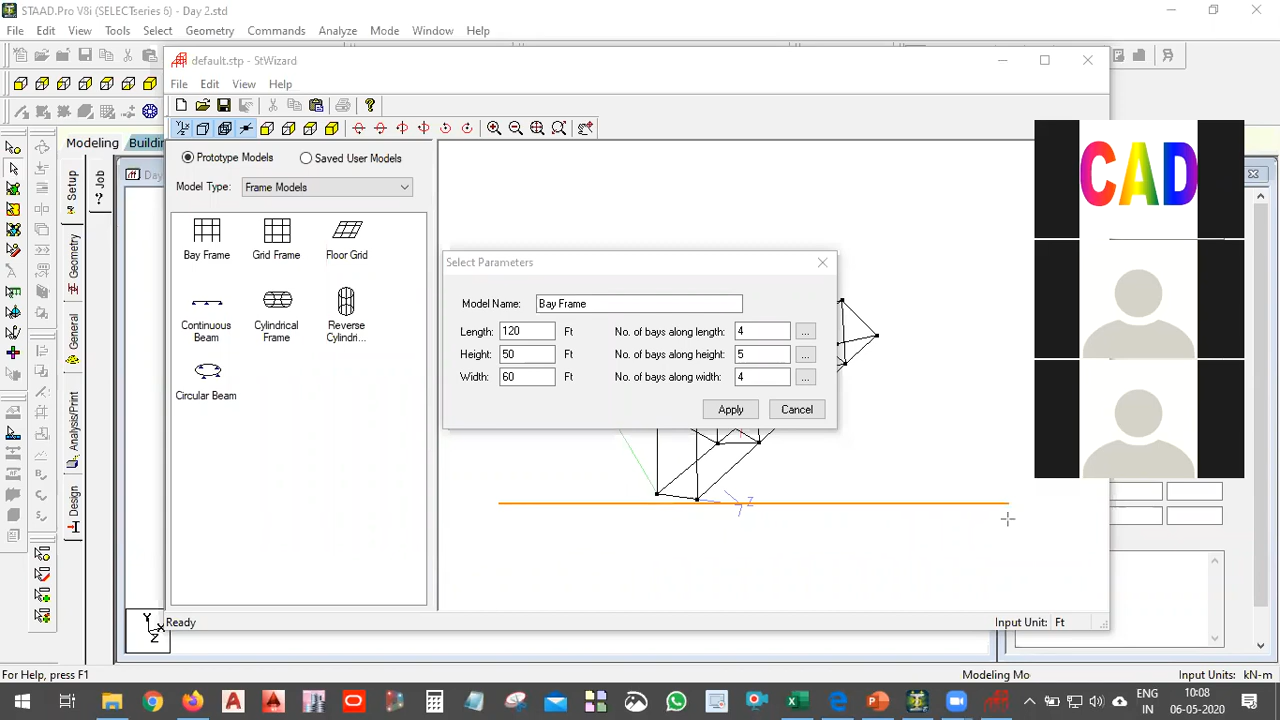 STAAD.Pro V8i (SELECTseries 6) - Day 2.std
File Edit View Tools Select Geometry Commands Analyze Mode Window Help
default.stp - StWizard
File Edit View Help
Modeling
Buildin
Day
Setup
Job
Geometry
General
Analysis/Print
Design
Prototype Models
Saved User Models
Model Type: Frame Models
Bay Frame
Grid Frame
Floor Grid
Continuous Beam
Cylindrical Frame
Reverse Cylindri...
Circular Beam
Select Parameters
Model Name: Bay Frame
Length: 120 Ft No. of bays along length: 4 ...
Height: 50 Ft No. of bays along height: 5 ...
Width: 60 Ft No. of bays along width: 4 ...
Apply Cancel
Z
CAD
Y
X
Z
Ready
Input Unit: Ft
For Help, press F1
Modeling Mo
Input Units: kN-m
ENG
IN
10:08
06-05-2020